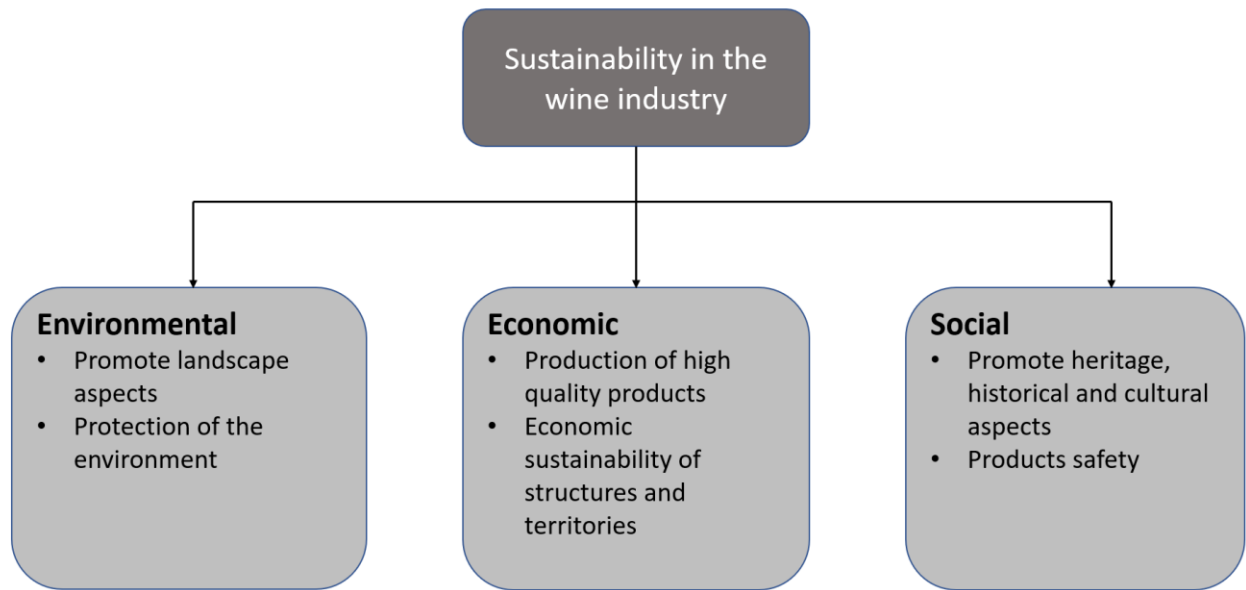 Sustainability in the
wine industry
Environmental
• Promote landscape
aspects
• Protection of the
environment
Economic
• Production of high
quality products
• Economic
sustainability of
structures and
territories
Social
• Promote heritage,
historical and cultural
aspects
• Products safety